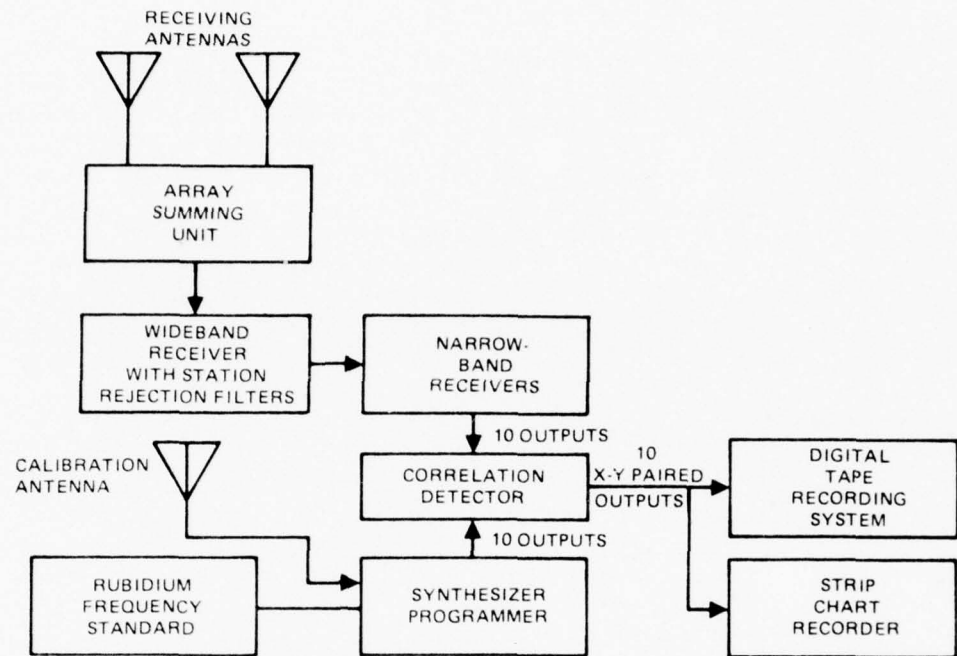 RECEIVING
ANTENNAS
ARRAY
SUMMING
UNIT
WIDEBAND
RECEIVER
WITH STATION
REJECTION FILTERS
NARROW-
BAND
RECEIVERS
10 OUTPUTS
CALIBRATION
ANTENNA
CORRELATION
DETECTOR
10
X-Y PAIRED
OUTPUTS
DIGITAL
TAPE
RECORDING
SYSTEM
10 OUTPUTS
RUBIDIUM
FREQUENCY
STANDARD
SYNTHESIZER
PROGRAMMER
STRIP
CHART
RECORDER